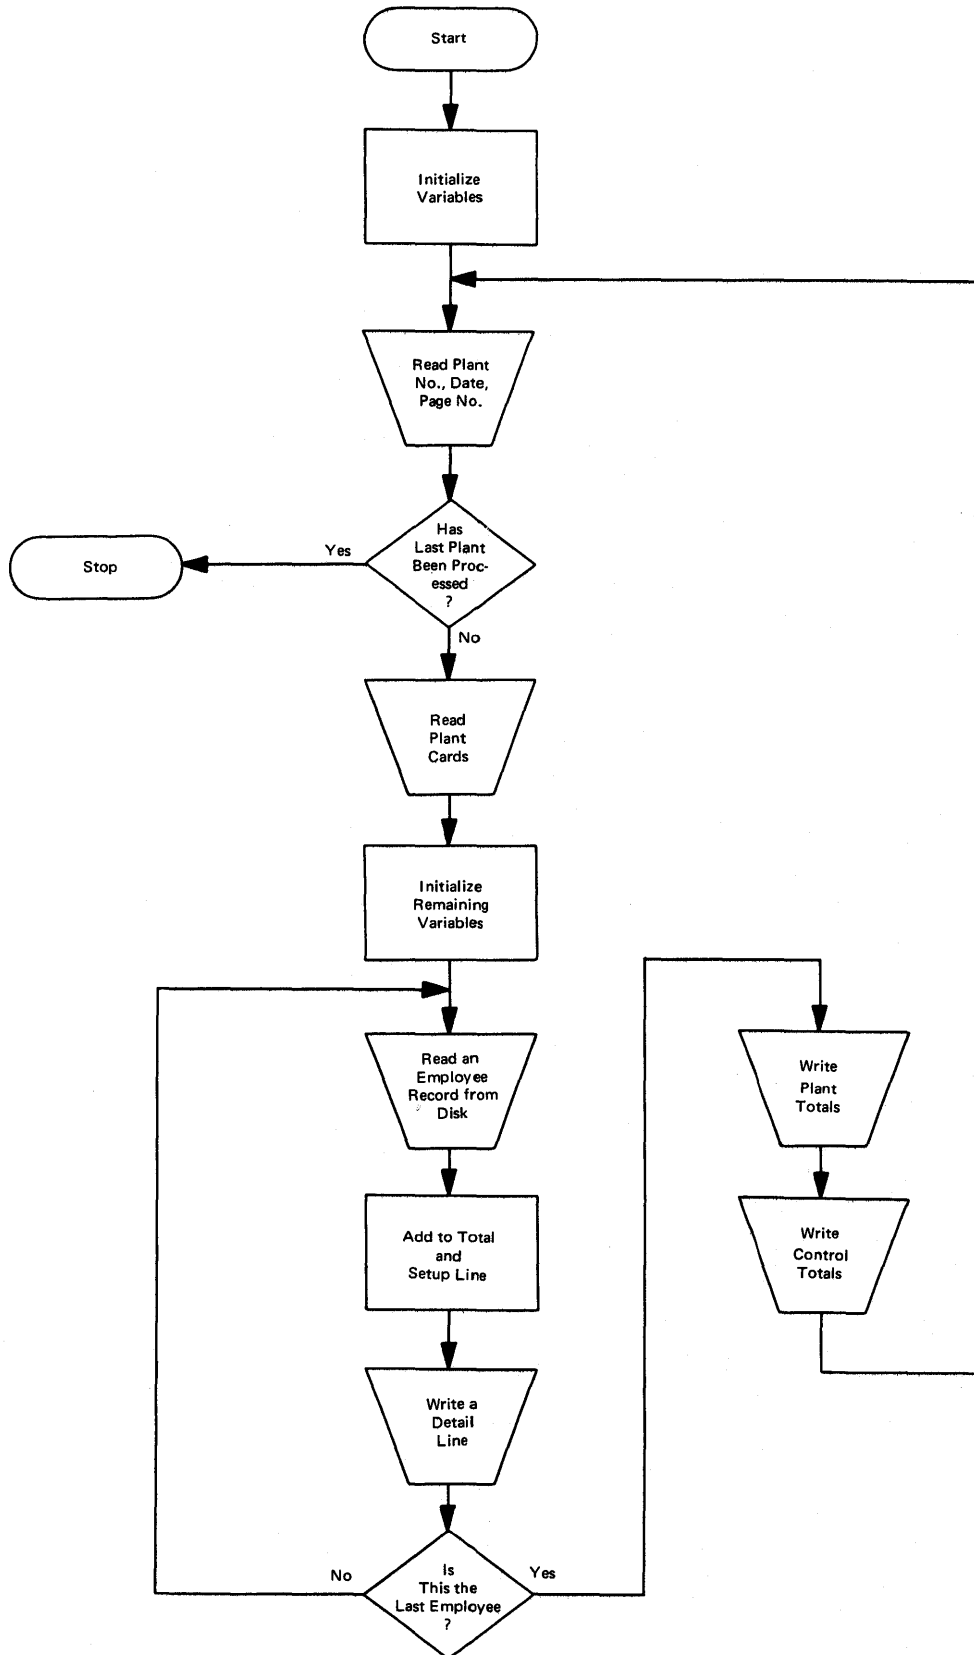 Start
Initialize
Variables
Read Plant
No., Date,
Page No.
Has
Last Plant
Been Proc-
essed
?
Yes
Stop
No
Read
Plant
Cards
Initialize
Remaining
Variables
Read an
Employee
Record from
Disk
Add to Total
and
Setup Line
Write a
Detail
Line
Is
This the
Last Employee
?
No
Yes
Write
Plant
Totals
Write
Control
Totals